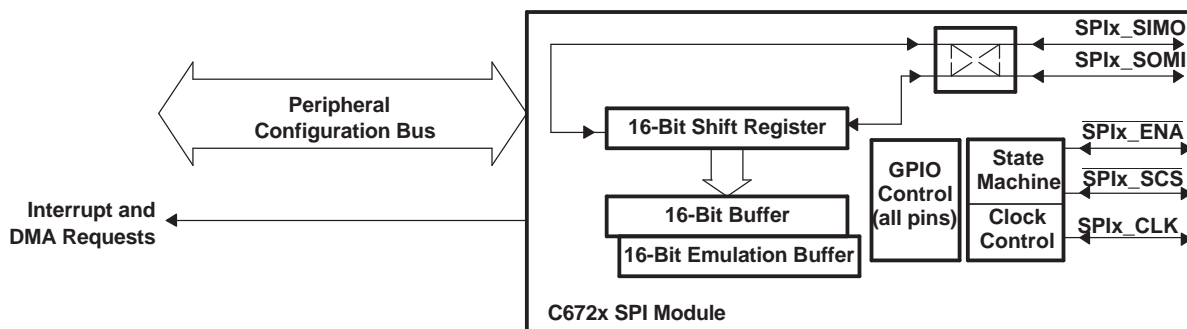 SPIx_SIMO
SPIx_SOMI
Peripheral
Configuration Bus
16-Bit Shift Register
SPIx_ENA
GPIO
Control
(all pins)
State
Machine
SPIx_SCS
Interrupt and
DMA Requests
16-Bit Buffer
Clock
Control
SPIx_CLK
16-Bit Emulation Buffer
C672x SPI Module